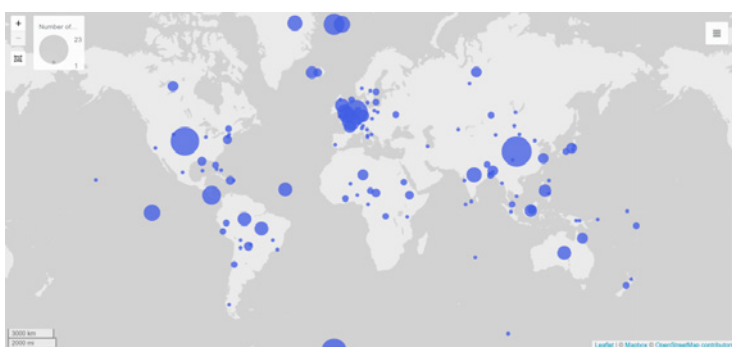 +
Number of...
23
1
3000 km
2000 mi
Leaflet | © Mapbox © OpenStreetMap contributors